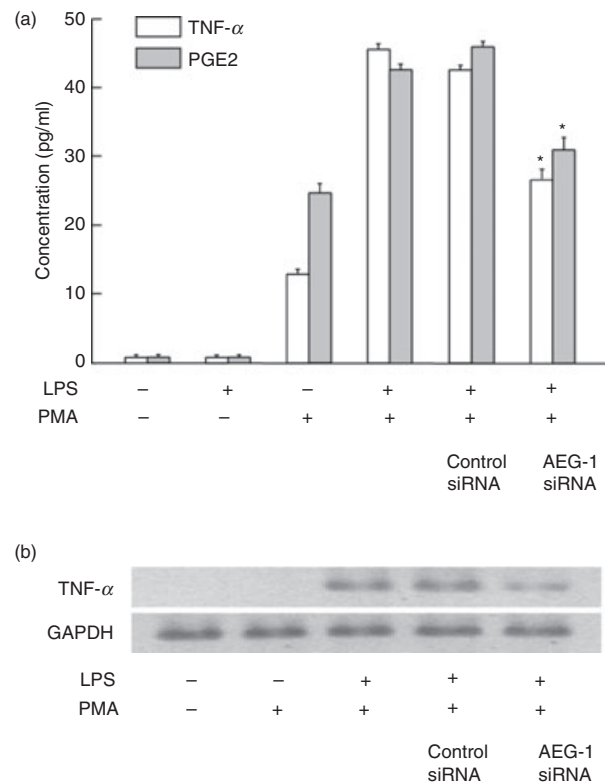 (a)
TNF-α
PGE2
Concentration (pg/ml)
50
40
30
20
10
0
* *
LPS – + – + + +
PMA – – + + + +
Control siRNA AEG-1 siRNA
(b)
TNF-α
GAPDH
LPS – – + + +
PMA – + + + +
Control AEG-1
siRNA siRNA